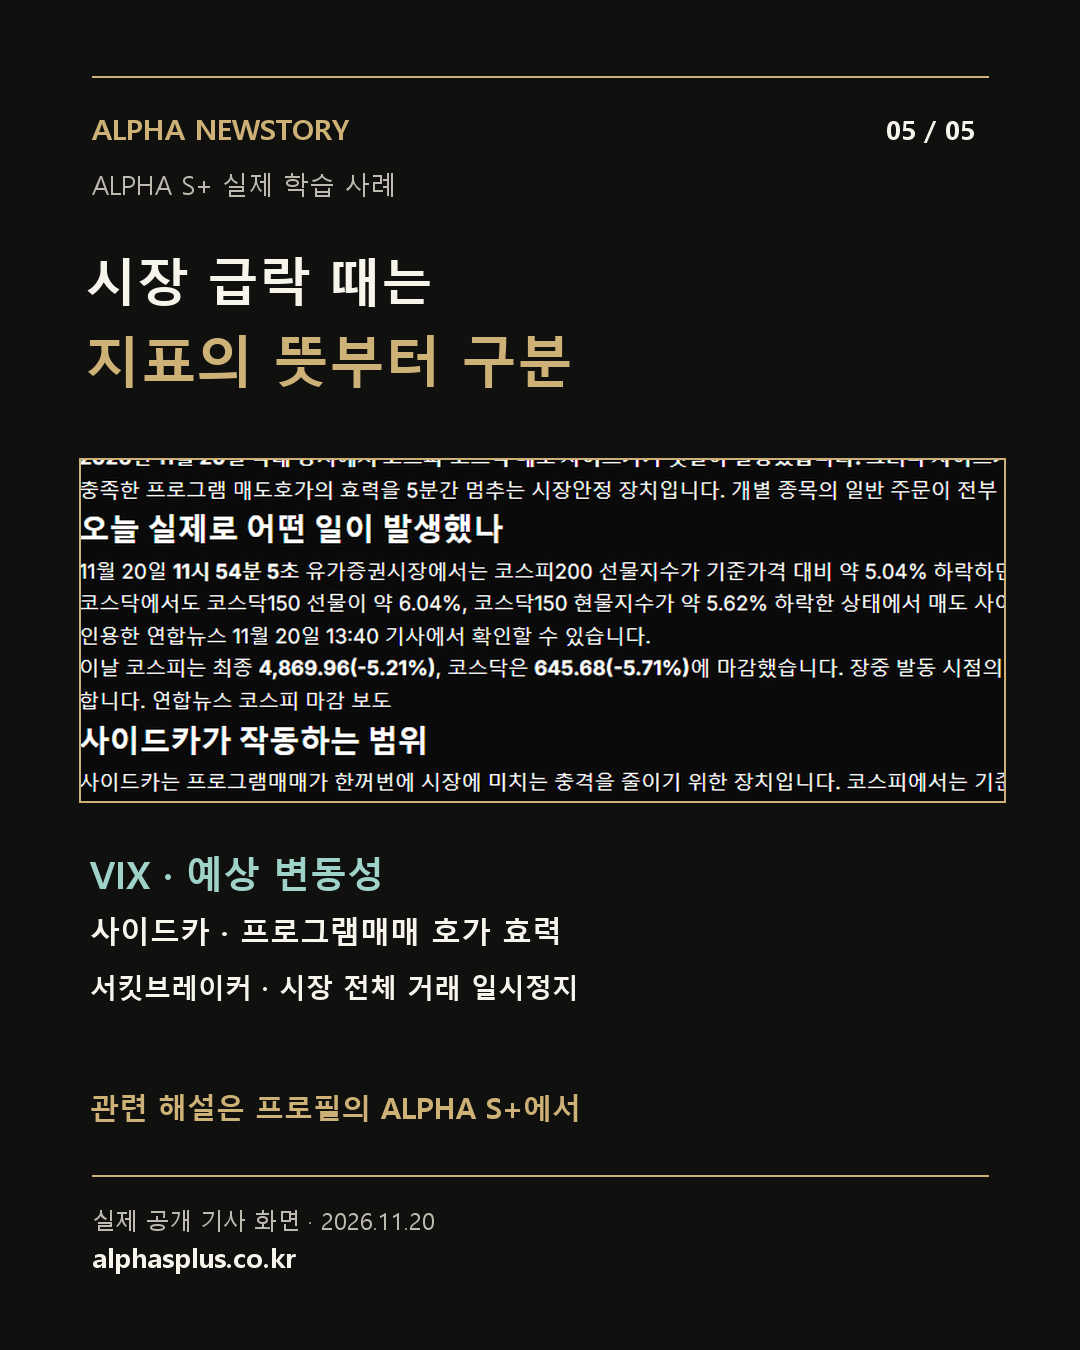 ALPHA NEWSTORY
05 / 05
ALPHA S+ 실제 학습 사례
시장 급락 때는
지표의 뜻부터 구분
충족한 프로그램 매도호가의 효력을 5분간 멈추는 시장안정 장치입니다. 개별 종목의 일반 주문이 전부
오늘 실제로 어떤 일이 발생했나
11월 20일 11시 54분 5초 유가증권시장에서는 코스피200 선물지수가 기준가격 대비 약 5.04% 하락하면
코스닥에서도 코스닥150 선물이 약 6.04%, 코스닥150 현물지수가 약 5.62% 하락한 상태에서 매도 사이
인용한 연합뉴스 11월 20일 13:40 기사에서 확인할 수 있습니다.
이날 코스피는 최종 4,869.96(-5.21%), 코스닥은 645.68(-5.71%)에 마감했습니다. 장중 발동 시점의
합니다. 연합뉴스 코스피 마감 보도
사이드카가 작동하는 범위
사이드카는 프로그램매매가 한꺼번에 시장에 미치는 충격을 줄이기 위한 장치입니다. 코스피에서는 기준
VIX · 예상 변동성
사이드카 · 프로그램매매 호가 효력
서킷브레이커 · 시장 전체 거래 일시정지
관련 해설은 프로필의 ALPHA S+에서
실제 공개 기사 화면 · 2026.11.20
alphasplus.co.kr